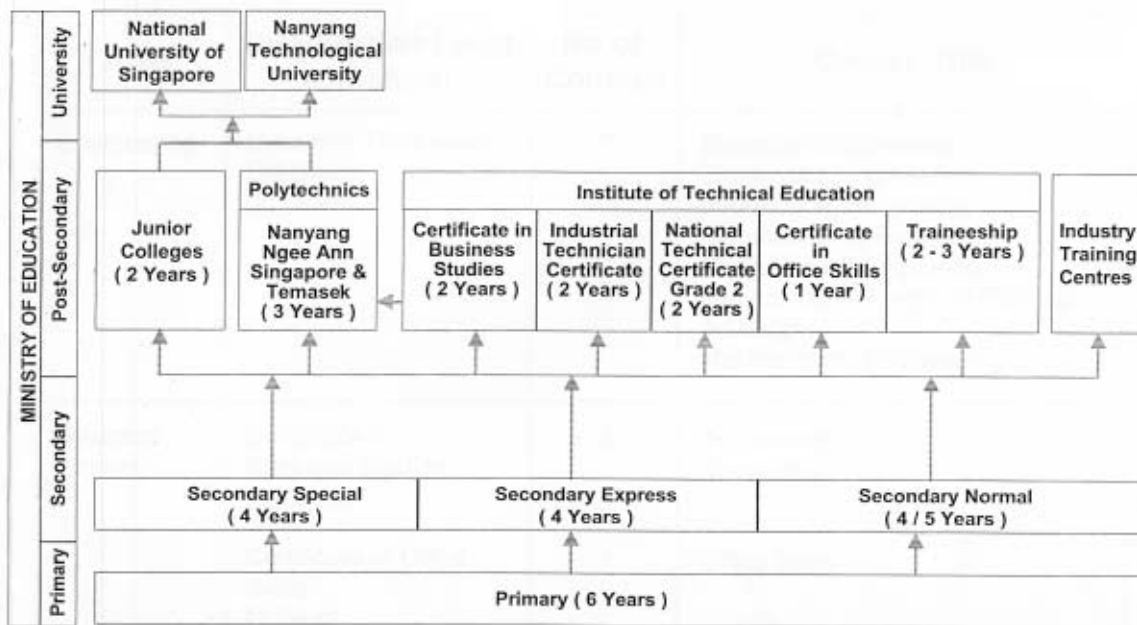 MINISTRY OF EDUCATION
University
National
University of
Singapore
Nanyang
Technological
University
Post-Secondary
Junior
Colleges
( 2 Years )
Polytechnics
Nanyang
Ngee Ann
Singapore &
Temasek
( 3 Years )
Institute of Technical Education
Certificate in
Business
Studies
( 2 Years )
Industrial
Technician
Certificate
( 2 Years )
National
Technical
Certificate
Grade 2
( 2 Years )
Certificate
in
Office Skills
( 1 Year )
Traineeship
( 2 - 3 Years )
Industry
Training
Centres
Secondary
Secondary Special
( 4 Years )
Secondary Express
( 4 Years )
Secondary Normal
( 4 / 5 Years )
Primary
Primary ( 6 Years )